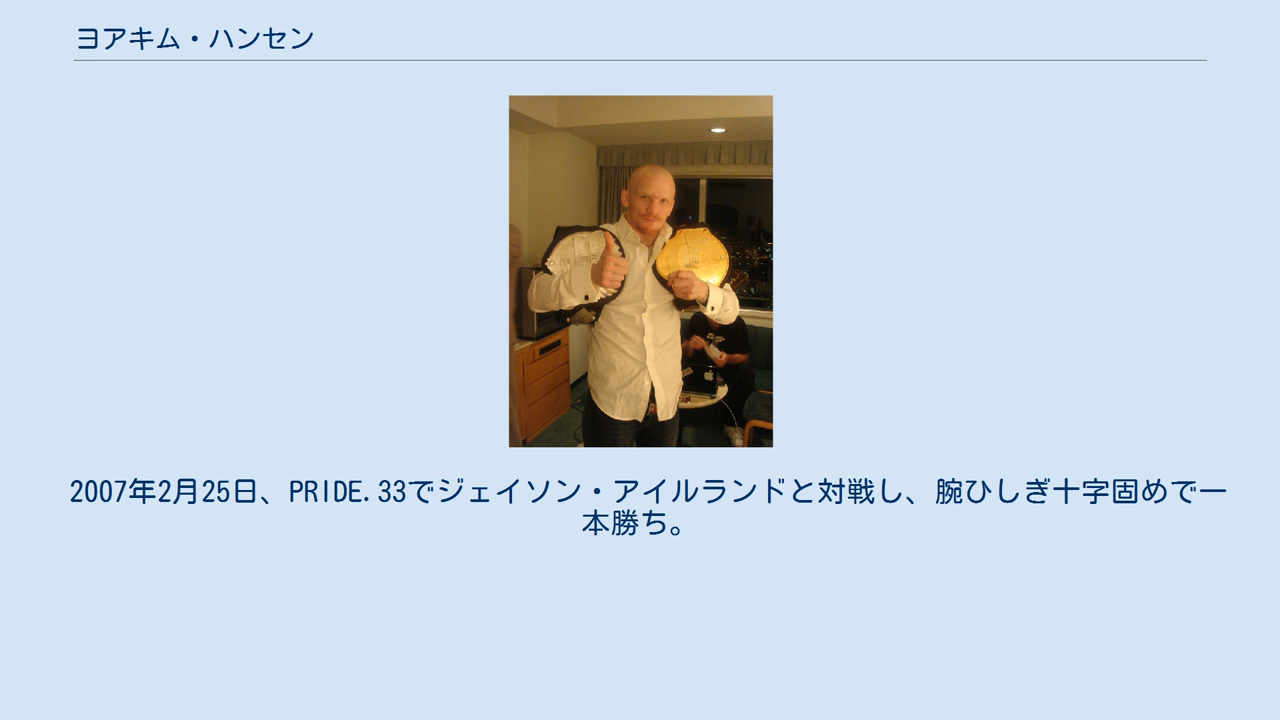 ヨアキム・ハンセン
2007年2月25日、PRIDE.33でジェイソン・アイルランドと対戦し、腕ひしぎ十字固めで一
本勝ち。